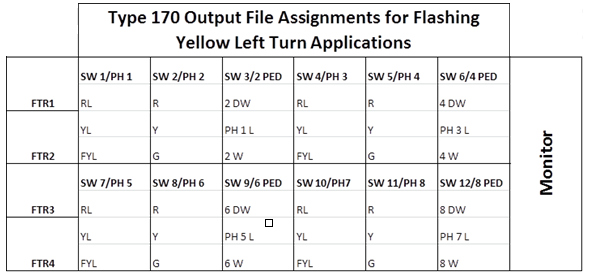 Type 170 Output File Assignments for Flashing
Yellow Left Turn Applications
SW 1/PH 1 SW 2/PH 2 SW 3/2 PED SW 4/PH 3 SW 5/PH 4 SW 6/4 PED
FTR1 RL R 2 DW RL R 4 DW
YL Y PH 1 L YL Y PH 3 L
FTR2 FYL G 2 W FYL G 4 W
SW 7/PH 5 SW 8/PH 6 SW 9/6 PED SW 10/PH7 SW 11/PH 8 SW 12/8 PED
FTR3 RL R 6 DW RL R 8 DW
YL Y PH 5 L YL Y PH 7 L
FTR4 FYL G 6 W FYL G 8 W
Monitor